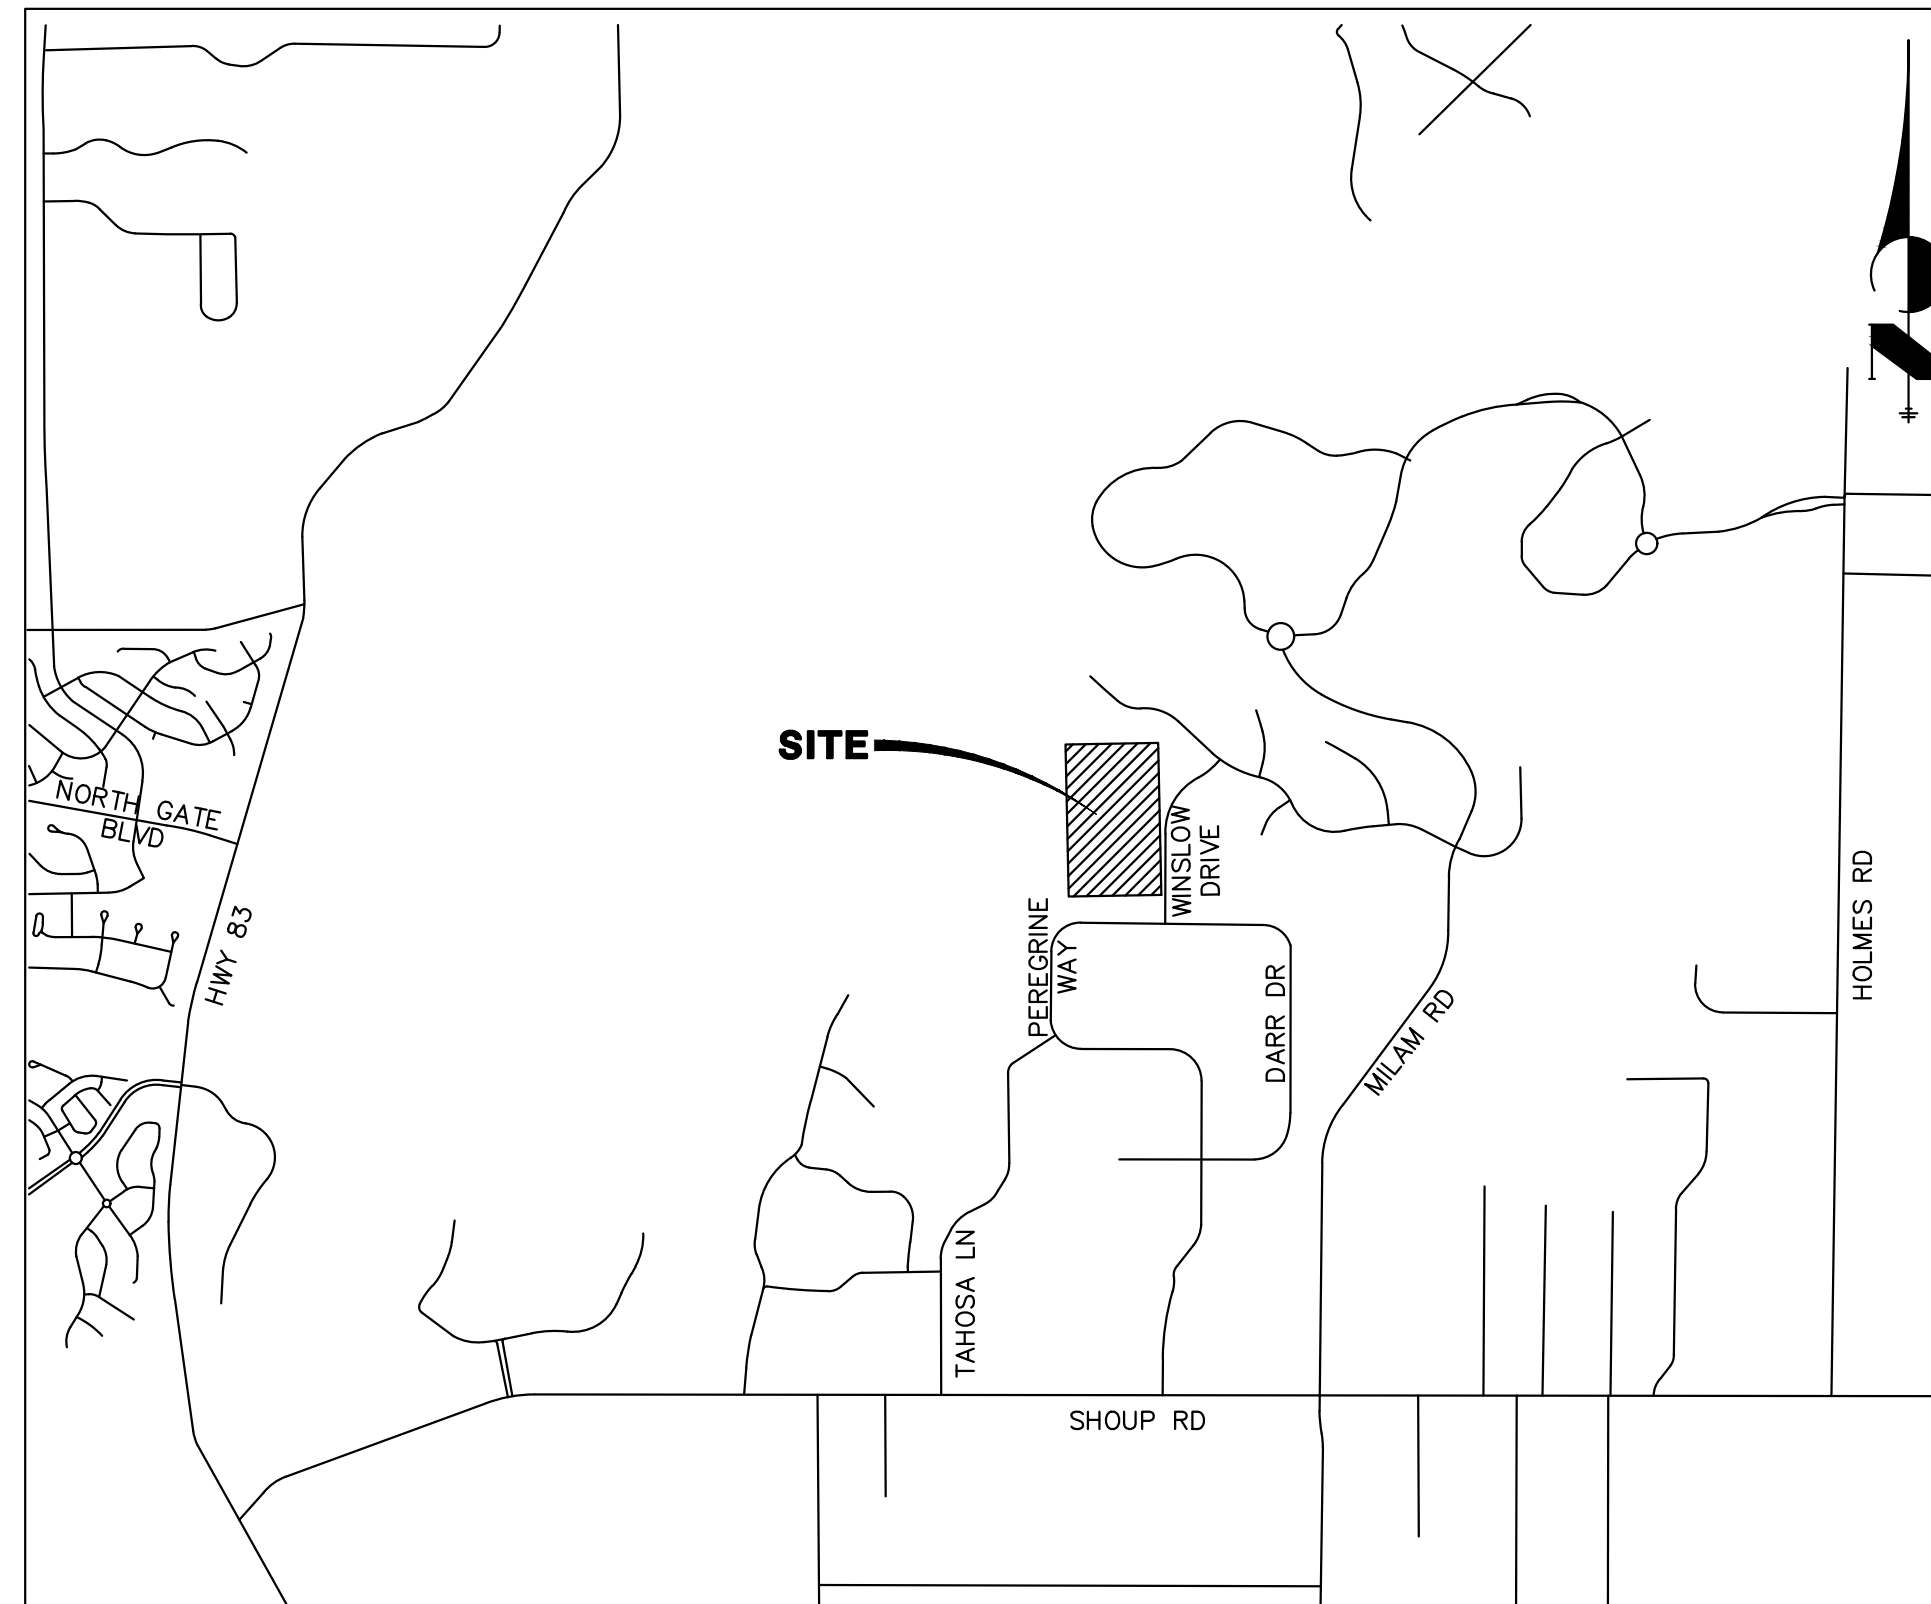 N
SITE
NORTH GATE
BLVD
WINSLOW
DRIVE
HWY 83
PEREGRINE
WAY
DARR DR
MILAM RD
HOLMES RD
TAHOSA LN
SHOUP RD